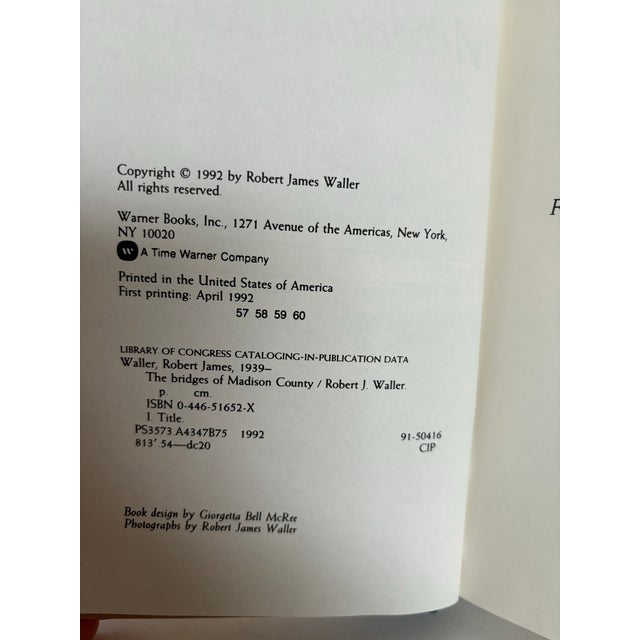 Copyright © 1992 by Robert James Waller
All rights reserved.
Warner Books, Inc., 1271 Avenue of the Americas, New York,
NY 10020
W A Time Warner Company
Printed in the United States of America
First printing: April 1992
57 58 59 60
LIBRARY OF CONGRESS CATALOGING-IN-PUBLICATION DATA
Waller, Robert James, 1939–
The bridges of Madison County / Robert J. Waller.
p. cm.
ISBN 0-446-51652-X
I. Title.
PS3573.A4347B75 1992
813'.54—dc20
91-50416
CIP
Book design by Giorgetta Bell McRee
Photographs by Robert James Waller
F